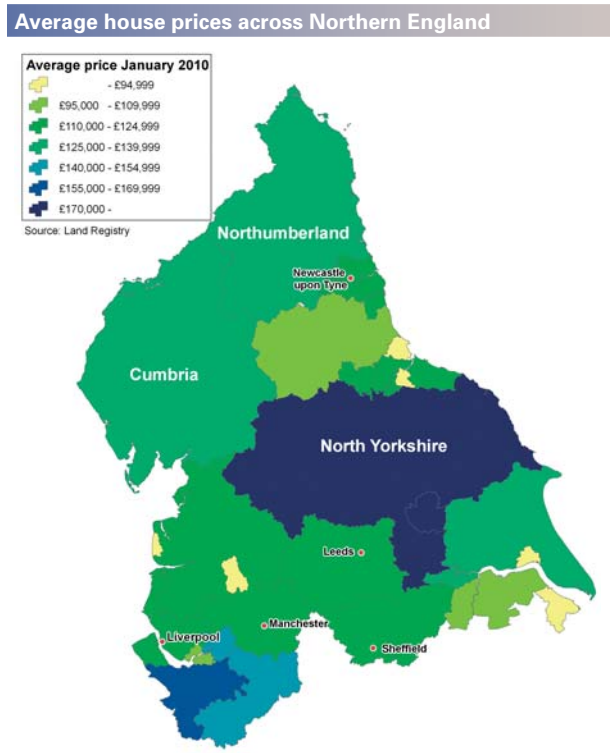 Average house prices across Northern England
Average price January 2010
- £94,999
£95,000 - £109,999
£110,000 - £124,999
£125,000 - £139,999
£140,000 - £154,999
£155,000 - £169,999
£170,000 -
Source: Land Registry
Northumberland
Newcastle
upon Tyne
Cumbria
North Yorkshire
Leeds
Manchester
Liverpool
Sheffield